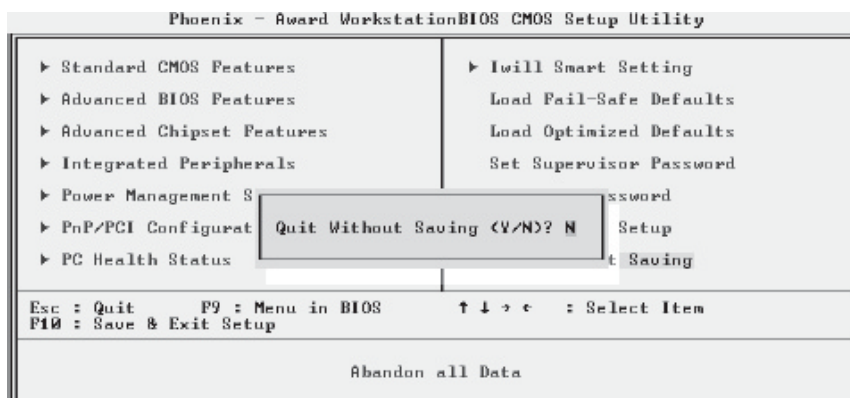 Phoenix - Award WorkstationBIOS CMOS Setup Utility
► Standard CMOS Features
► Advanced BIOS Features
► Advanced Chipset Features
► Integrated Peripherals
► Power Management S
► PnP/PCI Configurat
► PC Health Status
► Iwill Smart Setting
Load Fail-Safe Defaults
Load Optimized Defaults
Set Supervisor Password
ssword
Setup
t Saving
Quit Without Saving (Y/N)? N
Esc : Quit F9 : Menu in BIOS ↑ ↓ → ← : Select Item
F10 : Save & Exit Setup
Abandon all Data